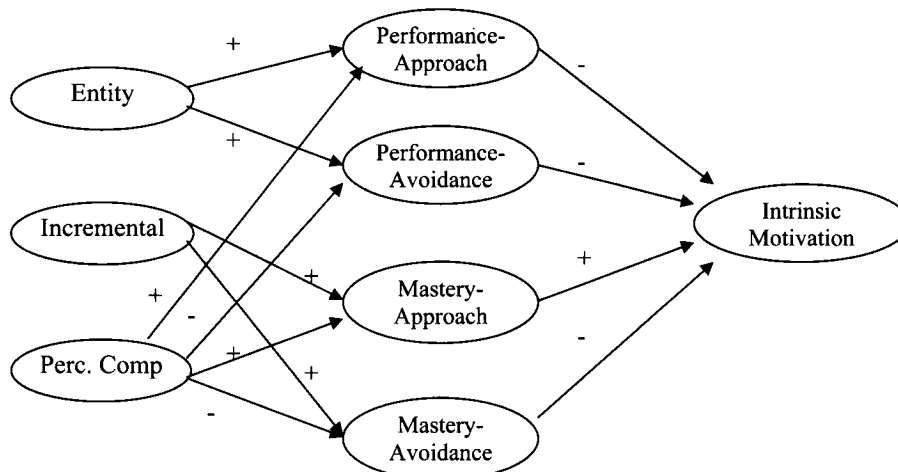 Performance-
Approach
+
-
Entity
+
Performance-
Avoidance
-
Incremental
Intrinsic
Motivation
+
+
+
-
Mastery-
Approach
-
Perc. Comp
+
+
-
Mastery-
Avoidance